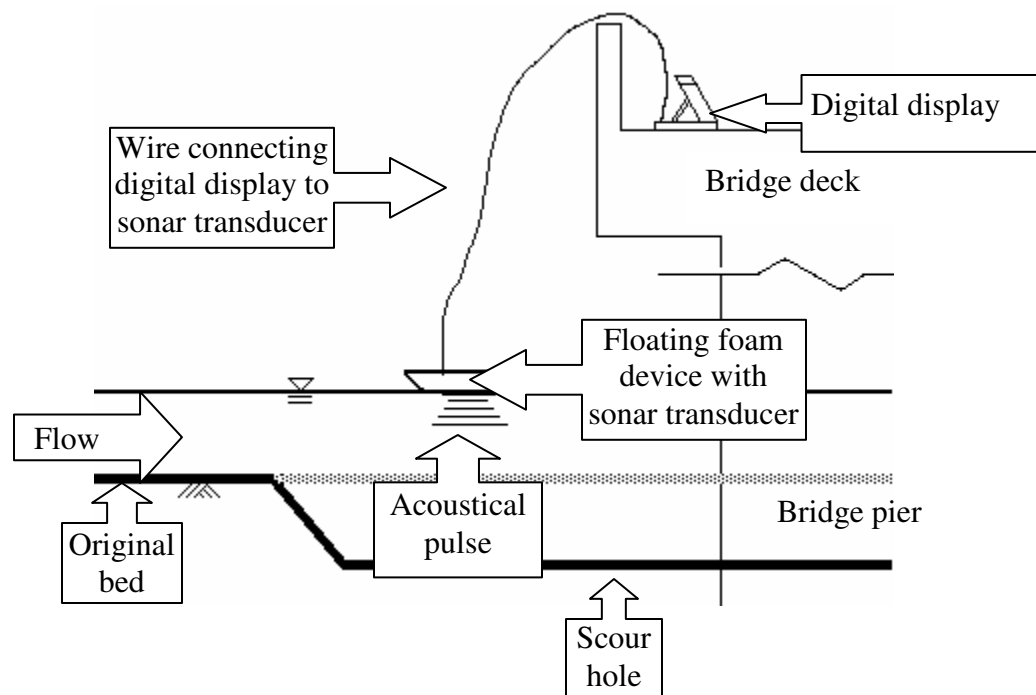 Digital display
Wire connecting
digital display to
sonar transducer
Bridge deck
Floating foam
device with
sonar transducer
Flow
Acoustical
pulse
Bridge pier
Original
bed
Scour
hole